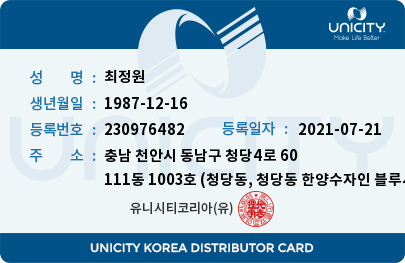 UNICITY
Make Life Better
성 명 : 최정원
생년월일 : 1987-12-16
등록번호 : 230976482 등록일자 : 2021-07-21
주 소 : 충남 천안시 동남구 청당4로 60
111동 1003호 (청당동, 청당동 한양수자인 블루
유니시티코리아(유)
UNICITY KOREA DISTRIBUTOR CARD